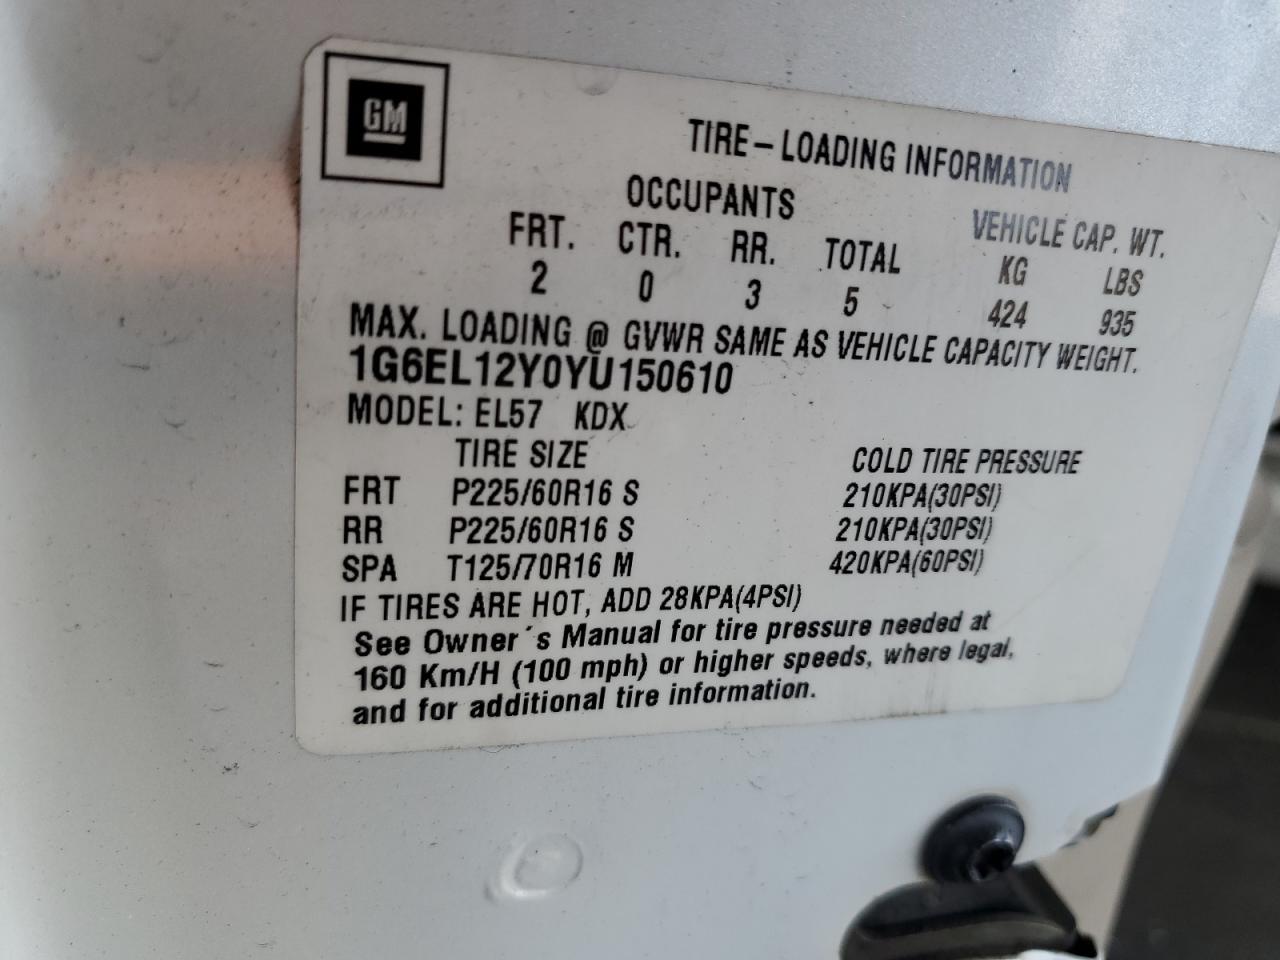 GM
TIRE-LOADING INFORMATION
OCCUPANTS VEHICLE CAP. WT.
FRT. CTR. RR. TOTAL KG LBS
2 0 3 5 424 935
MAX. LOADING @ GVWR SAME AS VEHICLE CAPACITY WEIGHT.
1G6EL12Y0YU150610
MODEL: EL57 KDX
TIRE SIZE COLD TIRE PRESSURE
FRT P225/60R16 S 210KPA(30PSI)
RR P225/60R16 S 210KPA(30PSI)
SPA T125/70R16 M 420KPA(60PSI)
IF TIRES ARE HOT, ADD 28KPA(4PSI)
See Owner´s Manual for tire pressure needed at
160 Km/H (100 mph) or higher speeds, where legal,
and for additional tire information.